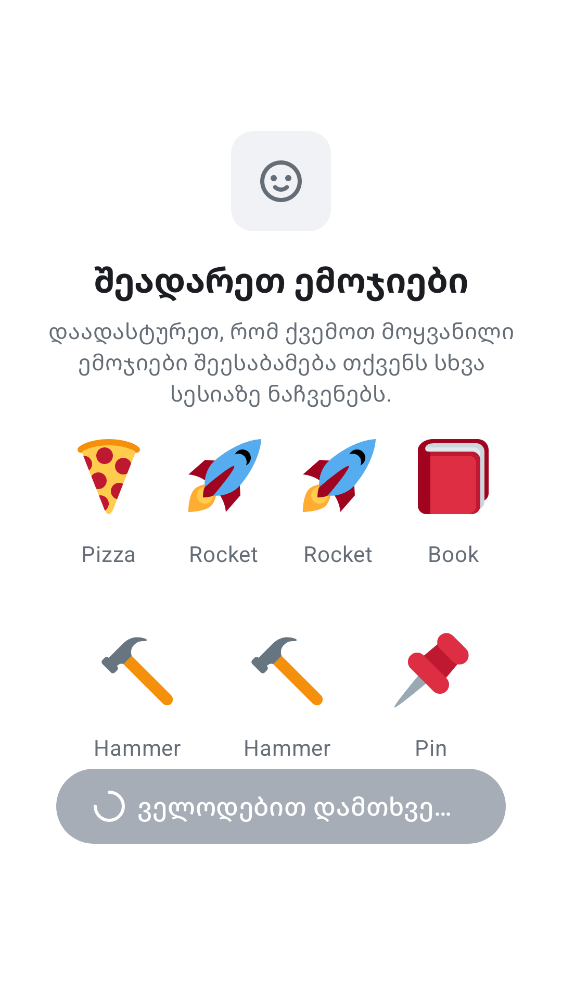 შეადარეთ ემოჯიები
დაადასტურეთ, რომ ქვემოთ მოყვანილი
ემოჯიები შეესაბამება თქვენს სხვა
სესიაზე ნაჩვენებს.
Pizza Rocket Rocket Book
Hammer Hammer Pin
ველოდებით დამთხვე...